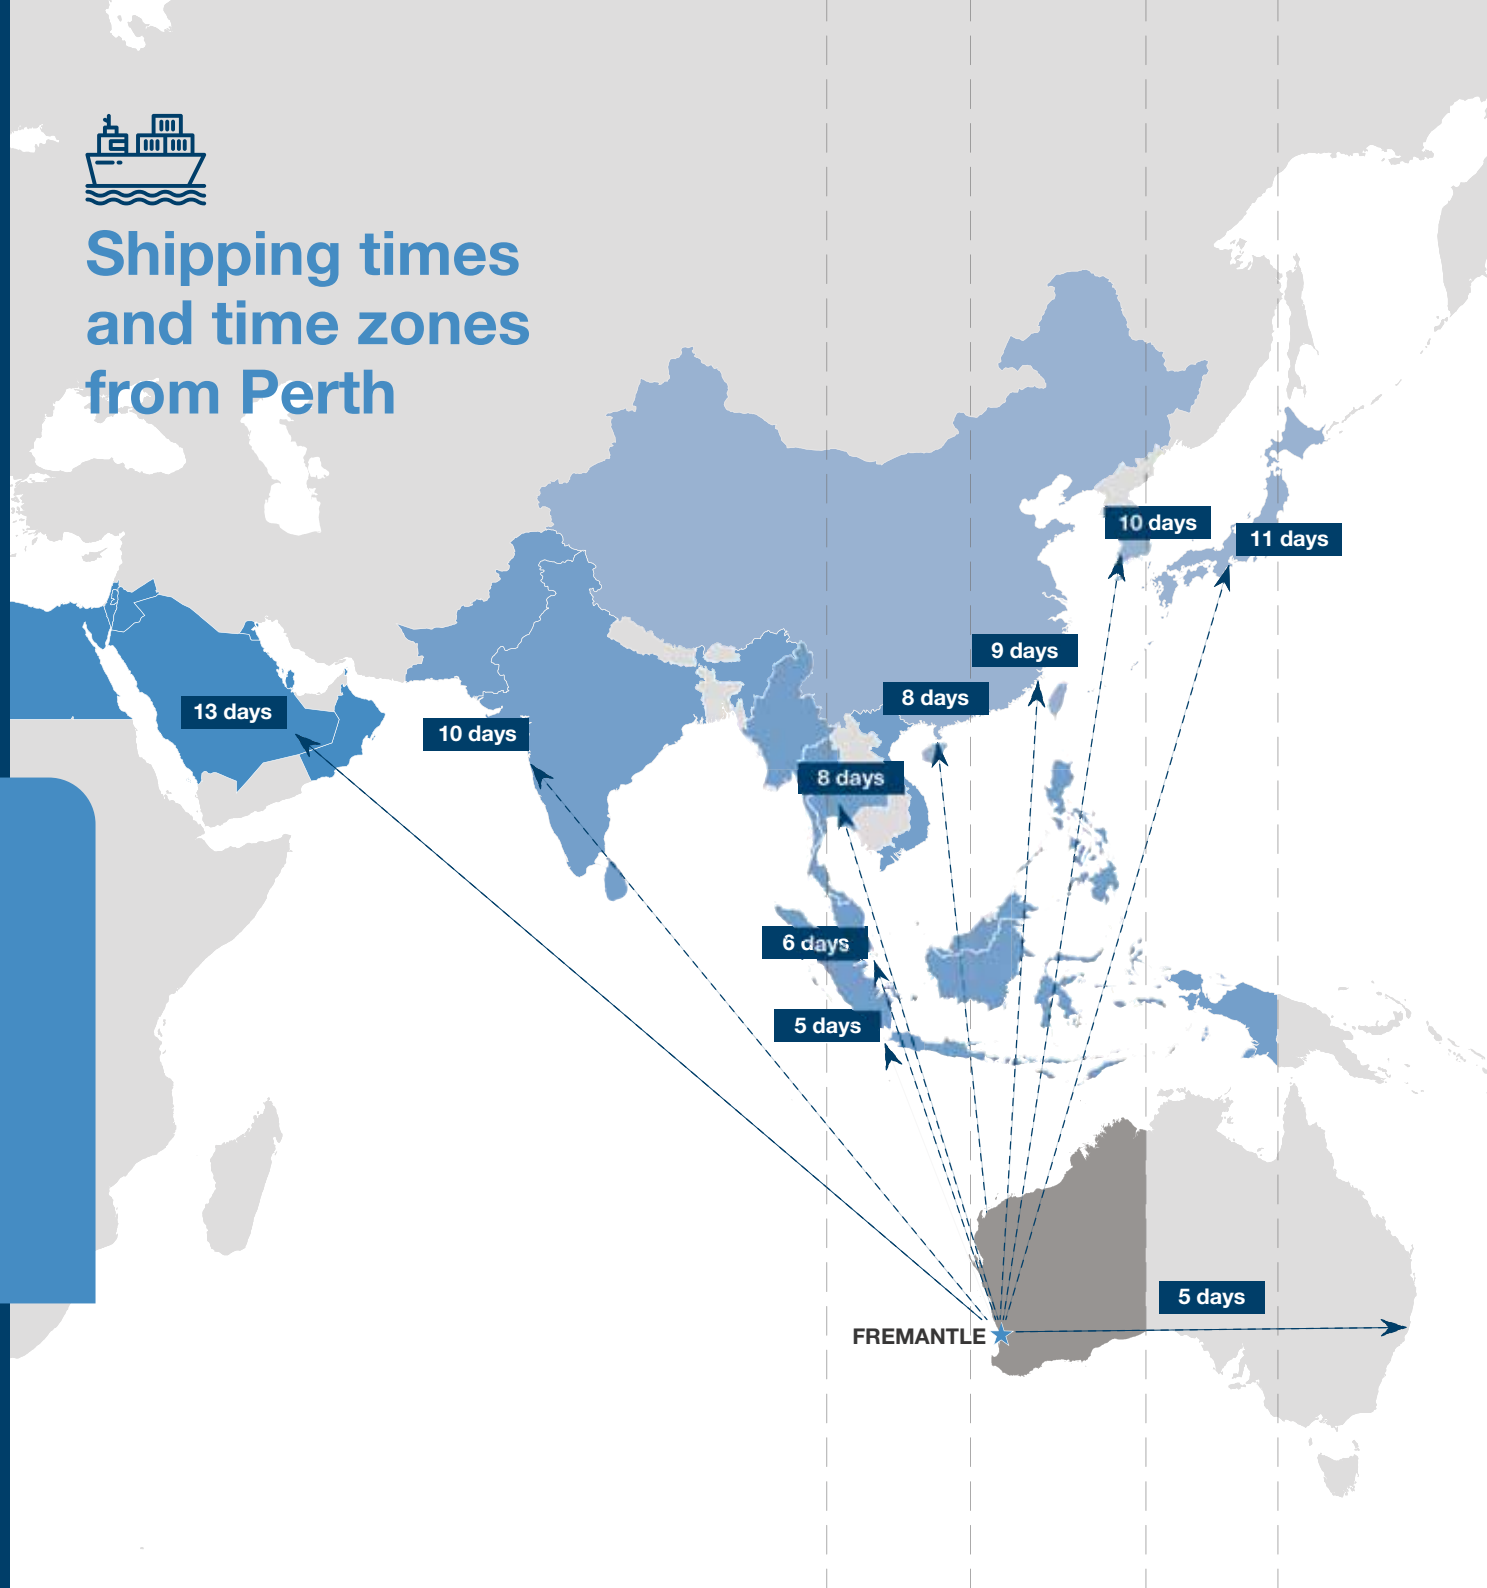 Shipping times
and time zones
from Perth
10 days
11 days
9 days
8 days
13 days
10 days
8 days
6 days
5 days
5 days
FREMANTLE